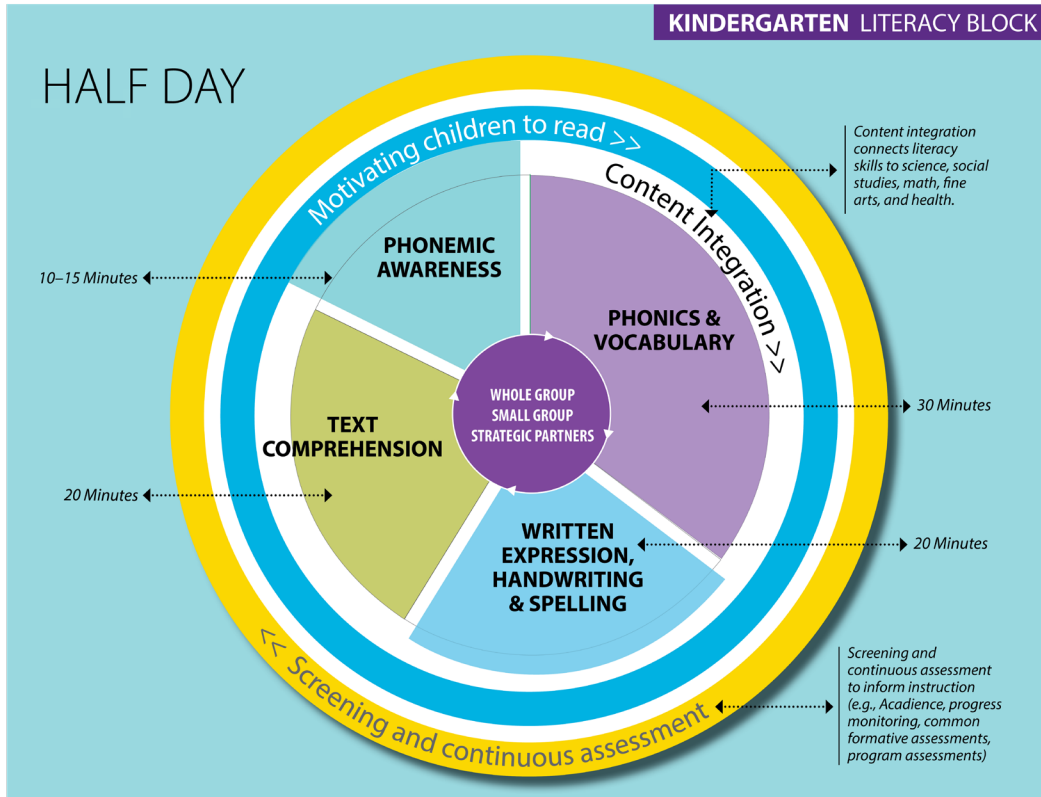 KINDERGARTEN LITERACY BLOCK
HALF DAY
Motivating children to read >>
Content Integration >>
Content integration
connects literacy
skills to science, social
studies, math, fine
arts, and health.
PHONEMIC
AWARENESS
10–15 Minutes
PHONICS &
VOCABULARY
30 Minutes
WHOLE GROUP
SMALL GROUP
STRATEGIC PARTNERS
TEXT
COMPREHENSION
20 Minutes
WRITTEN
EXPRESSION,
HANDWRITING
& SPELLING
20 Minutes
<< Screening and continuous assessment
Screening and
continuous assessment
to inform instruction
(e.g., Acadience, progress
monitoring, common
formative assessments,
program assessments)